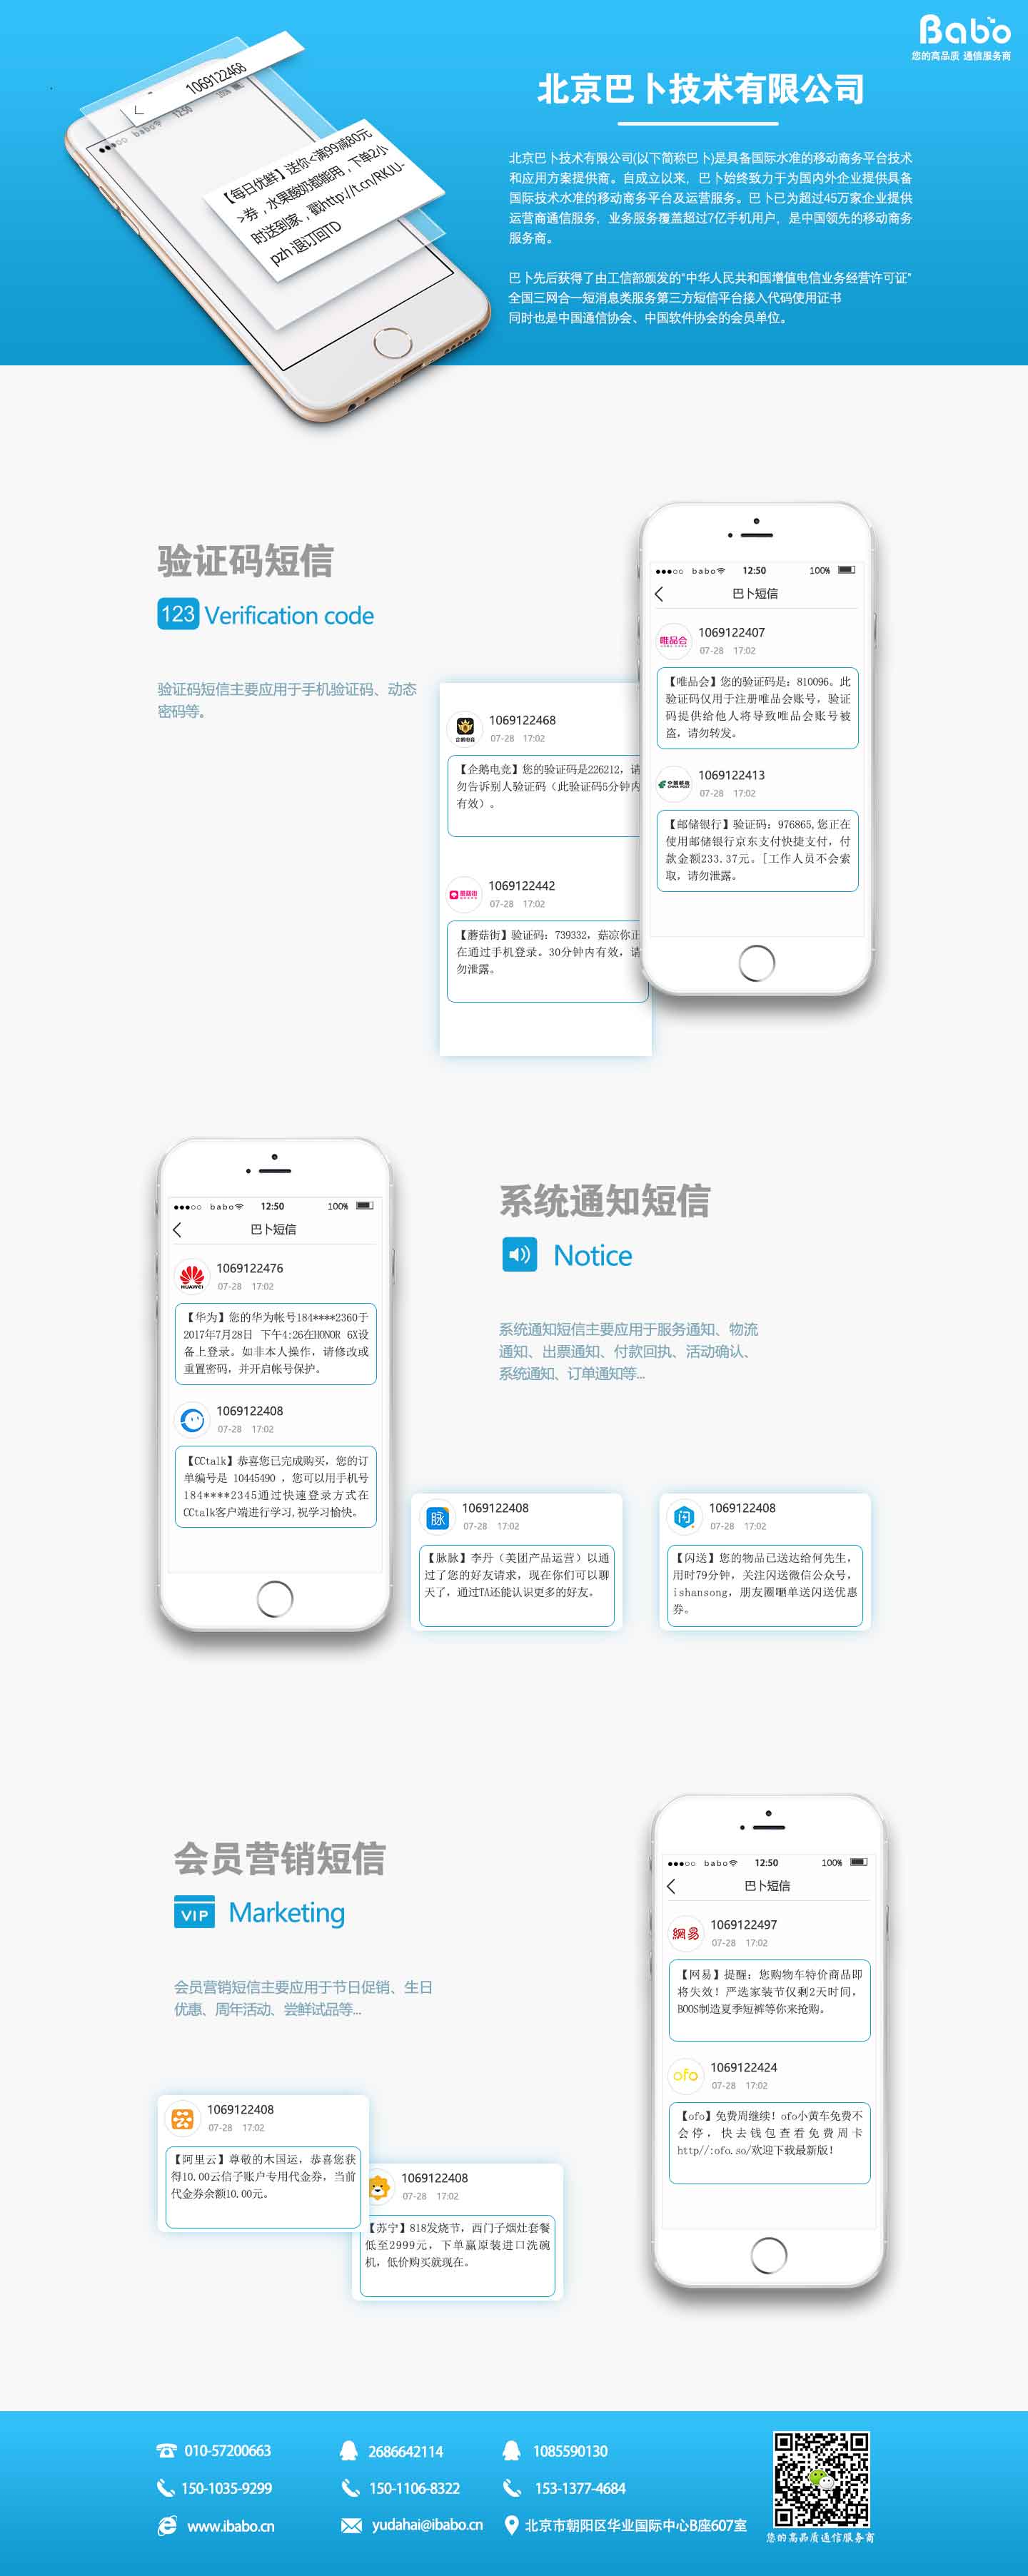 Babo
您的高品质 通信服务商
1069122468
babo 12:50
【每日优鲜】送你<满99减80元
>券，水果酸奶都能用，下单2小
时送到家，戳http://t.cn/RKJU-
pzh 退订回TD
北京巴卜技术有限公司
北京巴卜技术有限公司(以下简称巴卜)是具备国际水准的移动商务平台技术
和应用方案提供商。自成立以来，巴卜始终致力于为国内外企业提供具备
国际技术水准的移动商务平台及运营服务。巴卜已为超过45万家企业提供
运营商通信服务，业务服务覆盖超过7亿手机用户，是中国领先的移动商务
服务商。
巴卜先后获得了由工信部颁发的“中华人民共和国增值电信业务经营许可证”
全国三网合一短消息类服务第三方短信平台接入代码使用证书
同时也是中国通信协会、中国软件协会的会员单位。
验证码短信
123 Verification code
验证码短信主要应用于手机验证码、动态
密码等。
1069122468
07-28 17:02
企鹅电竞
【企鹅电竞】您的验证码是226212，请
勿告诉别人验证码（此验证码5分钟内
有效）。
1069122442
蘑菇街
07-28 17:02
【蘑菇街】验证码：739332，菇凉你正
在通过手机登录。30分钟内有效，请
勿泄露。
babo 12:50 100%
巴卜短信
1069122407
唯品会
07-28 17:02
【唯品会】您的验证码是：810096。此
验证码仅用于注册唯品会账号，验证
码提供给他人将导致唯品会账号被
盗，请勿转发。
1069122413
中国邮政
CHINA POST
07-28 17:02
【邮储银行】验证码：976865,您正在
使用邮储银行京东支付快捷支付，付
款金额233.37元。[工作人员不会索
取，请勿泄露。
babo 12:50 100%
巴卜短信
1069122476
HUAWEI
07-28 17:02
【华为】您的华为帐号184****2360于
2017年7月28日 下午4:26在HONOR 6X设
备上登录。如非本人操作，请修改或
重置密码，并开启帐号保护。
1069122408
07-28 17:02
【CCtalk】恭喜您已完成购买，您的订
单编号是 10445490 ，您可以用手机号
184****2345通过快速登录方式在
CCtalk客户端进行学习,祝学习愉快。
系统通知短信
Notice
系统通知短信主要应用于服务通知、物流
通知、出票通知、付款回执、活动确认、
系统通知、订单通知等...
脉
1069122408
07-28 17:02
【脉脉】李丹（美团产品运营）以通
过了您的好友请求，现在你们可以聊
天了，通过TA还能认识更多的好友。
闪
1069122408
07-28 17:02
【闪送】您的物品已送达给何先生，
用时79分钟，关注闪送微信公众号，
ishansong，朋友圈嗮单送闪送优惠
券。
会员营销短信
VIP Marketing
会员营销短信主要应用于节日促销、生日
优惠、周年活动、尝鲜试品等...
1069122408
07-28 17:02
【阿里云】尊敬的木国运，恭喜您获
得10.00云信子账户专用代金券，当前
代金券余额10.00元。
1069122408
07-28 17:02
【苏宁】818发烧节，西门子烟灶套餐
低至2999元，下单赢原装进口洗碗
机，低价购买就现在。
babo 12:50 100%
巴卜短信
1069122497
網易
07-28 17:02
【网易】提醒：您购物车特价商品即
将失效！严选家装节仅剩2天时间，
BOOS制造夏季短裤等你来抢购。
1069122424
ofo
07-28 17:02
【ofo】免费周继续！ofo小黄车免费不
会停，快去钱包查看免费周卡
http//:ofo.so/欢迎下载最新版！
010-57200663 2686642114 1085590130
150-1035-9299 150-1106-8322 153-1377-4684
www.ibabo.cn yudahai@ibabo.cn 北京市朝阳区华业国际中心B座607室
您的高品质通信服务商